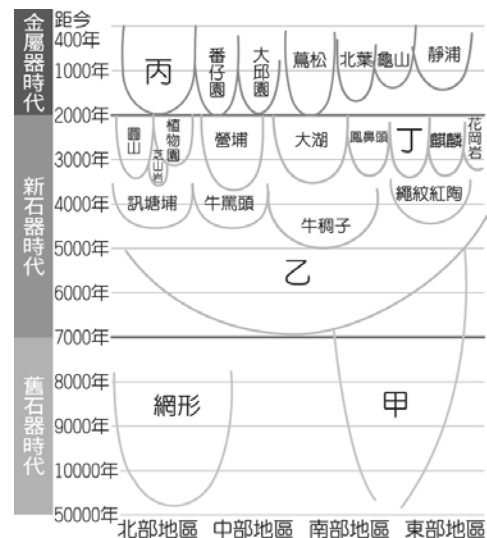 金屬器時代
新石器時代
舊石器時代
距今
400年
1000年
2000年
3000年
4000年
5000年
6000年
7000年
8000年
9000年
10000年
50000年
丙
番仔園
大邱園
蔦松
北葉
龜山
靜浦
圓山
芝山岩
植物園
營埔
大湖
鳳鼻頭
丁
麒麟
花岡岩
訊塘埔
牛罵頭
牛稠子
繩紋紅陶
乙
網形
甲
北部地區 中部地區 南部地區 東部地區